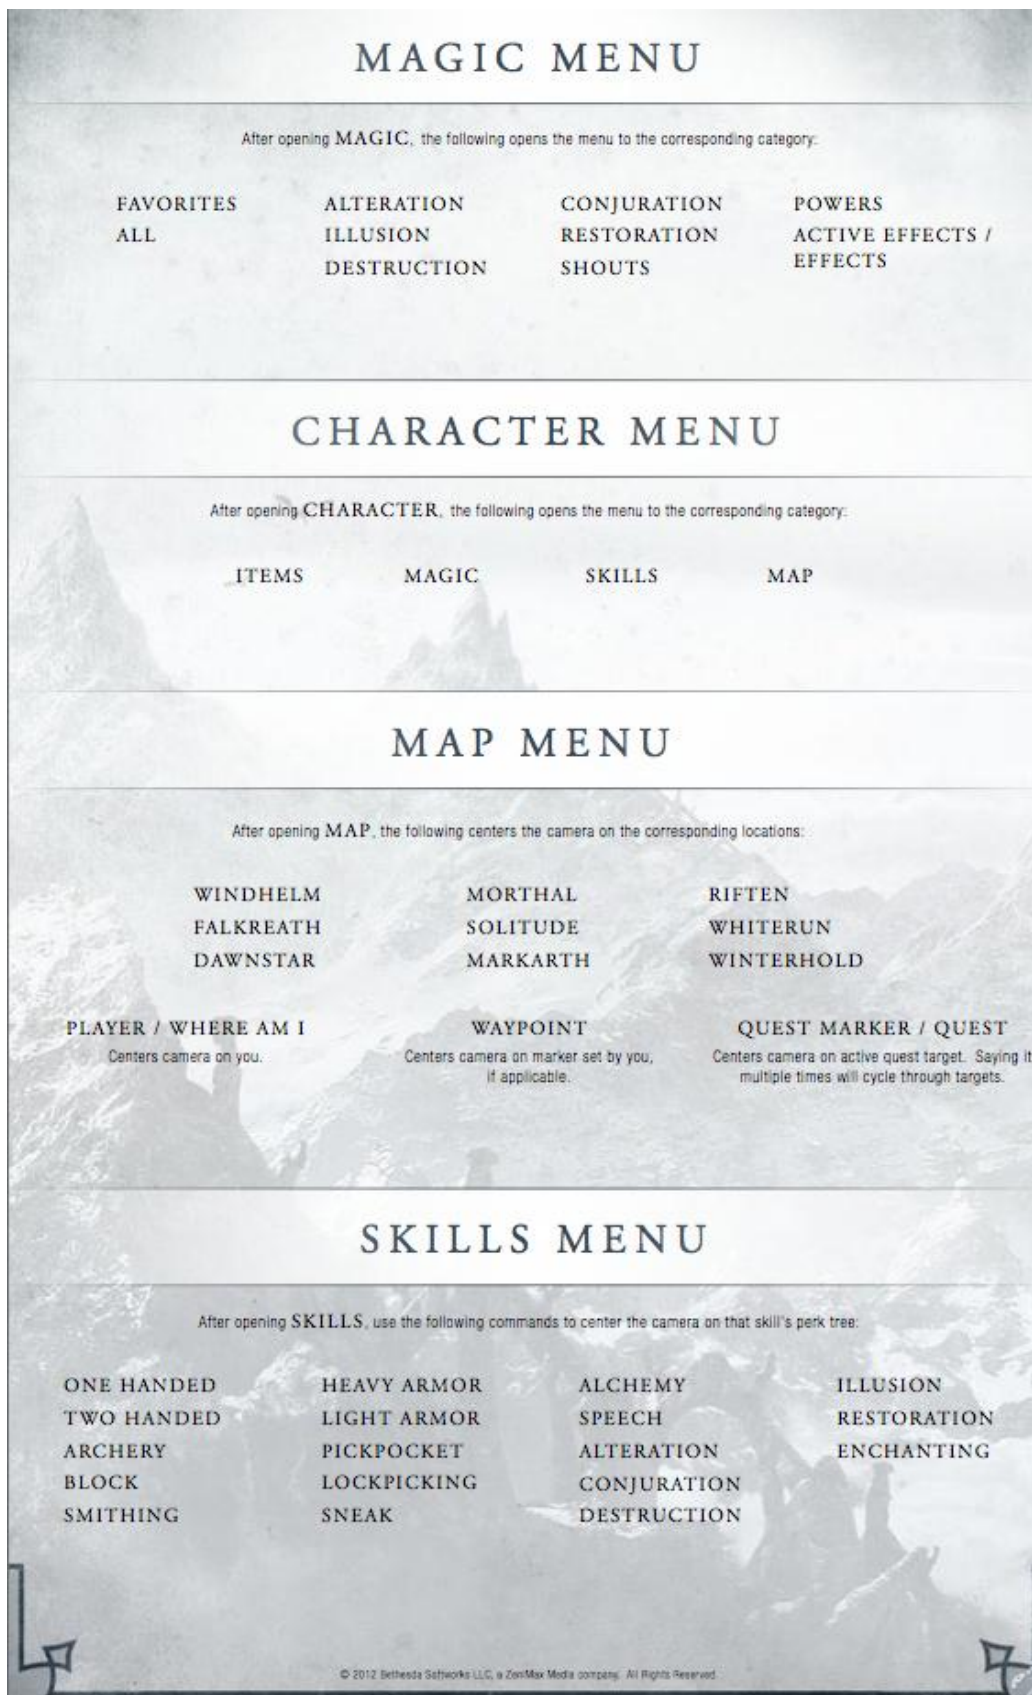 MAGIC MENU
After opening MAGIC, the following opens the menu to the corresponding category:
FAVORITES
ALL
ALTERATION
ILLUSION
DESTRUCTION
CONJURATION
RESTORATION
SHOUTS
POWERS
ACTIVE EFFECTS /
EFFECTS
CHARACTER MENU
After opening CHARACTER, the following opens the menu to the corresponding category:
ITEMS MAGIC SKILLS MAP
MAP MENU
After opening MAP, the following centers the camera on the corresponding locations:
WINDHELM
FALKREATH
DAWNSTAR
MORTHAL
SOLITUDE
MARKARTH
RIFTEN
WHITERUN
WINTERHOLD
PLAYER / WHERE AM I
Centers camera on you.
WAYPOINT
Centers camera on marker set by you,
if applicable.
QUEST MARKER / QUEST
Centers camera on active quest target. Saying it
multiple times will cycle through targets.
SKILLS MENU
After opening SKILLS, use the following commands to center the camera on that skill's perk tree:
ONE HANDED
TWO HANDED
ARCHERY
BLOCK
SMITHING
HEAVY ARMOR
LIGHT ARMOR
PICKPOCKET
LOCKPICKING
SNEAK
ALCHEMY
SPEECH
ALTERATION
CONJURATION
DESTRUCTION
ILLUSION
RESTORATION
ENCHANTING
© 2012 Bethesda Softworks LLC, a ZeniMax Media company. All Rights Reserved.